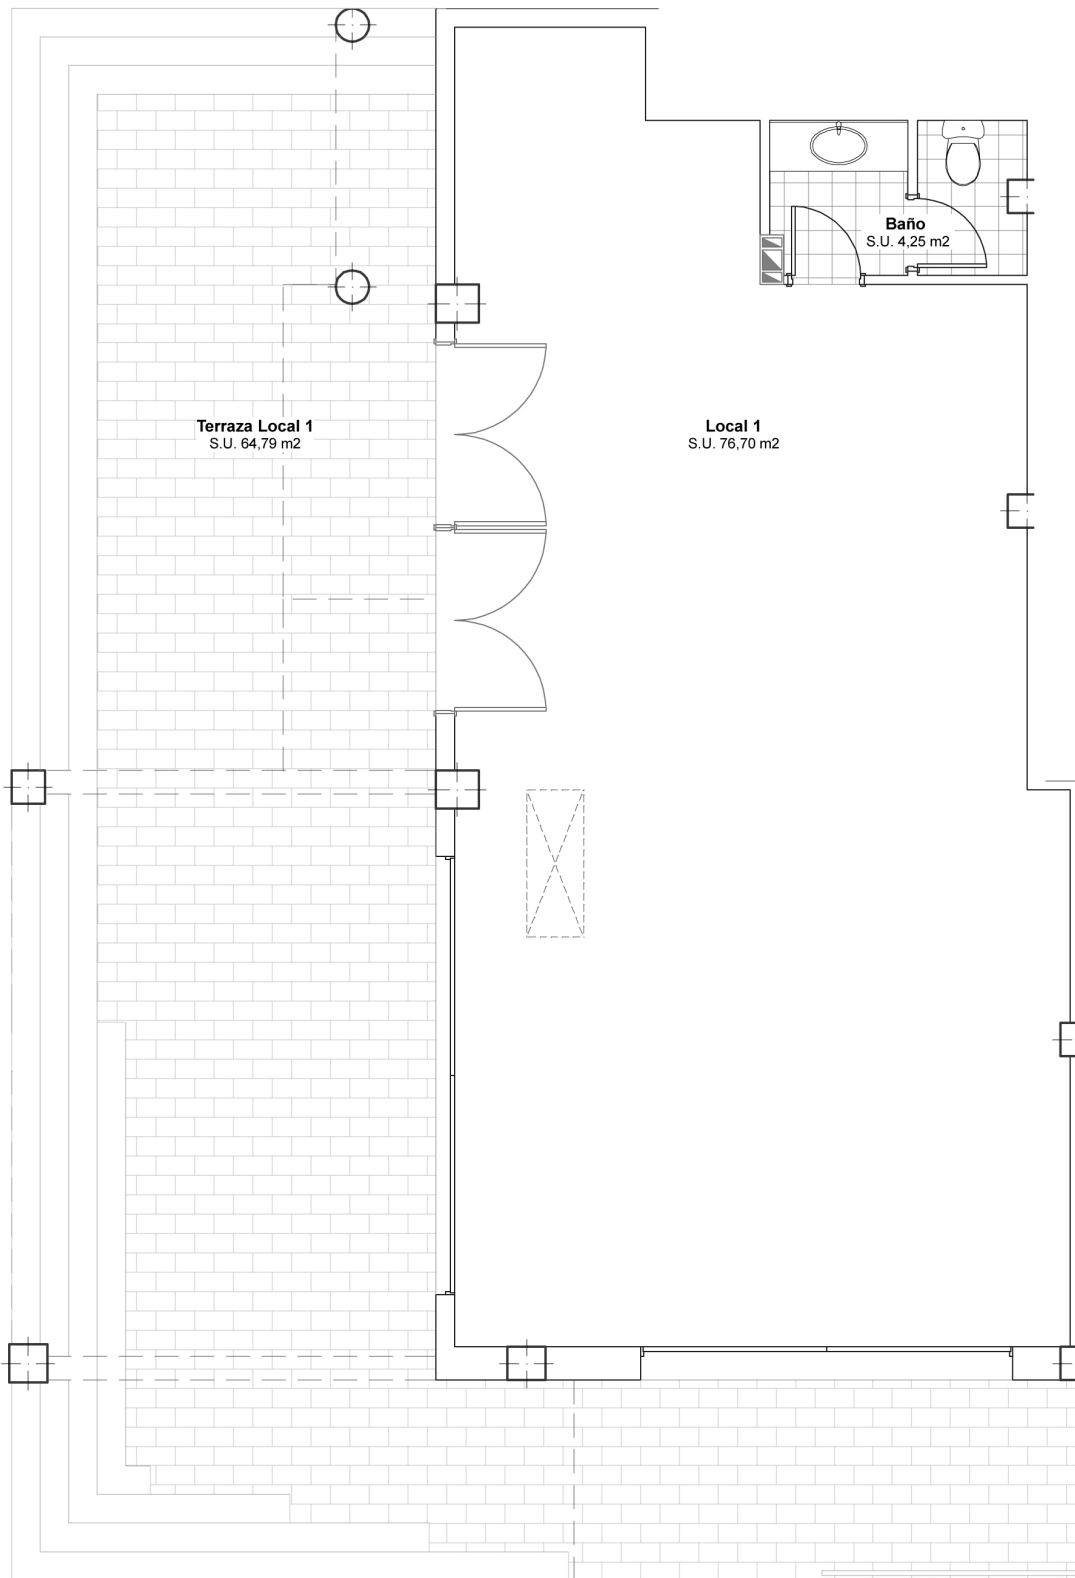 Baño
S.U. 4,25 m2
Terraza Local 1
S.U. 64,79 m2
Local 1
S.U. 76,70 m2